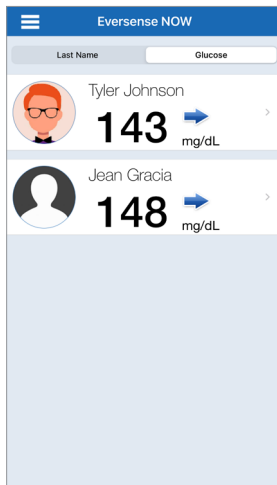 Eversense NOW
Last Name Glucose
Tyler Johnson
143 mg/dL
Jean Gracia
148 mg/dL